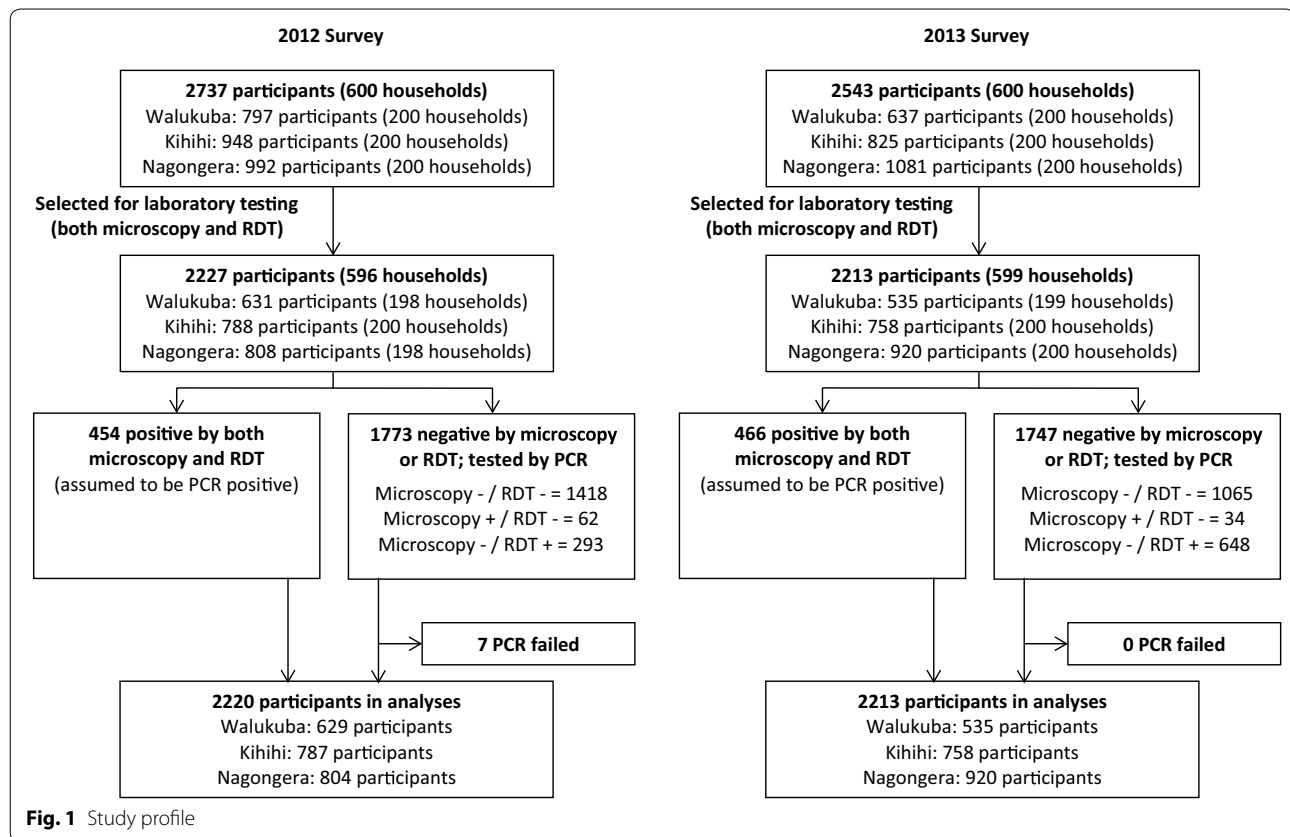 2012 Survey
2737 participants (600 households)
Walukuba: 797 participants (200 households)
Kihihi: 948 participants (200 households)
Nagongera: 992 participants (200 households)
Selected for laboratory testing
(both microscopy and RDT)
2227 participants (596 households)
Walukuba: 631 participants (198 households)
Kihihi: 788 participants (200 households)
Nagongera: 808 participants (198 households)
454 positive by both
microscopy and RDT
(assumed to be PCR positive)
1773 negative by microscopy
or RDT; tested by PCR
Microscopy - / RDT - = 1418
Microscopy + / RDT - = 62
Microscopy - / RDT + = 293
7 PCR failed
2220 participants in analyses
Walukuba: 629 participants
Kihihi: 787 participants
Nagongera: 804 participants
2013 Survey
2543 participants (600 households)
Walukuba: 637 participants (200 households)
Kihihi: 825 participants (200 households)
Nagongera: 1081 participants (200 households)
Selected for laboratory testing
(both microscopy and RDT)
2213 participants (599 households)
Walukuba: 535 participants (199 households)
Kihihi: 758 participants (200 households)
Nagongera: 920 participants (200 households)
466 positive by both
microscopy and RDT
(assumed to be PCR positive)
1747 negative by microscopy
or RDT; tested by PCR
Microscopy - / RDT - = 1065
Microscopy + / RDT - = 34
Microscopy - / RDT + = 648
0 PCR failed
2213 participants in analyses
Walukuba: 535 participants
Kihihi: 758 participants
Nagongera: 920 participants
Fig. 1 Study profile